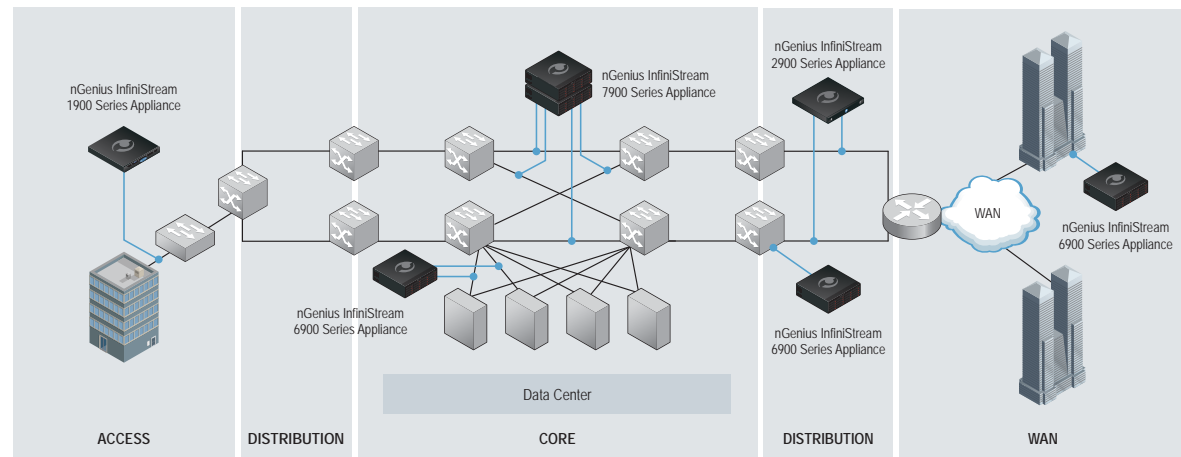 nGenius InfiniStream
1900 Series Appliance
nGenius InfiniStream
7900 Series Appliance
nGenius InfiniStream
2900 Series Appliance
WAN
nGenius InfiniStream
6900 Series Appliance
nGenius InfiniStream
6900 Series Appliance
nGenius InfiniStream
6900 Series Appliance
Data Center
ACCESS
DISTRIBUTION
CORE
DISTRIBUTION
WAN